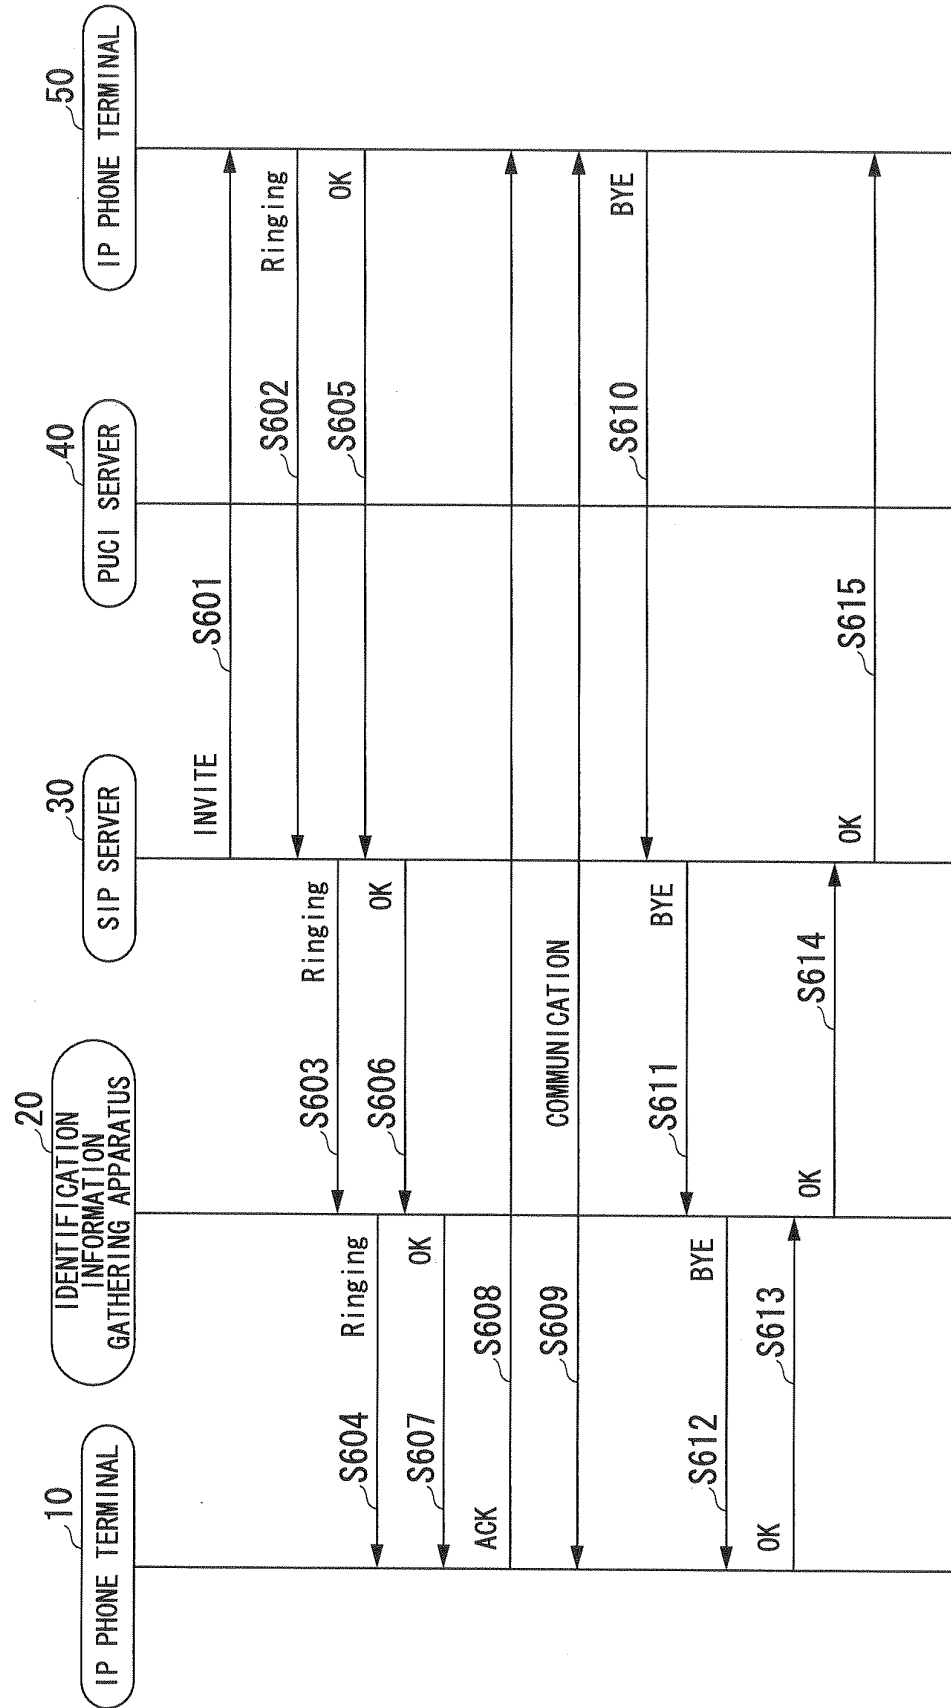 10
IP PHONE TERMINAL
20
IDENTIFICATION
INFORMATION
GATHERING APPARATUS
30
SIP SERVER
40
PUCI SERVER
50
IP PHONE TERMINAL
INVITE
S601
S602
Ringing
S603
Ringing
S604
Ringing
S605
OK
S606
OK
S607
OK
ACK
S608
S609
COMMUNICATION
S610
BYE
S611
BYE
S612
BYE
OK
S613
OK
S614
OK
S615